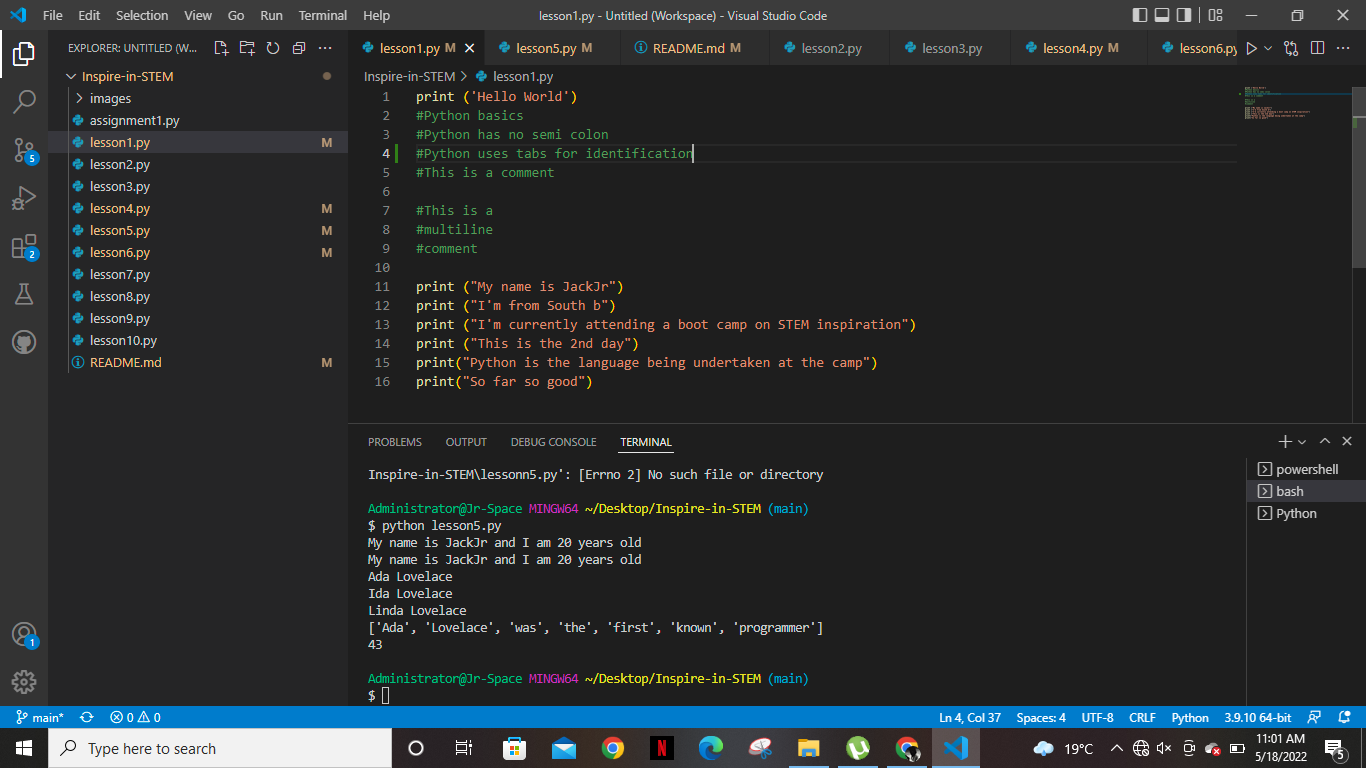 File Edit Selection View Go Run Terminal Help
lesson1.py - Untitled (Workspace) - Visual Studio Code
EXPLORER: UNTITLED (W...
lesson1.py M
lesson5.py M
README.md M
lesson2.py
lesson3.py
lesson4.py M
lesson6.py
Inspire-in-STEM
images
assignment1.py
lesson1.py M
lesson2.py
lesson3.py
lesson4.py M
lesson5.py M
lesson6.py M
lesson7.py
lesson8.py
lesson9.py
lesson10.py
README.md M
5
2
1
Inspire-in-STEM > lesson1.py
1 print ('Hello World')
2 #Python basics
3 #Python has no semi colon
4 #Python uses tabs for identification
5 #This is a comment
6
7 #This is a
8 #multiline
9 #comment
10
11 print ("My name is JackJr")
12 print ("I'm from South b")
13 print ("I'm currently attending a boot camp on STEM inspiration")
14 print ("This is the 2nd day")
15 print("Python is the language being undertaken at the camp")
16 print("So far so good")
PROBLEMS OUTPUT DEBUG CONSOLE TERMINAL
Inspire-in-STEM\lessonn5.py': [Errno 2] No such file or directory
Administrator@Jr-Space MINGW64 ~/Desktop/Inspire-in-STEM (main)
$ python lesson5.py
My name is JackJr and I am 20 years old
My name is JackJr and I am 20 years old
Ada Lovelace
Ida Lovelace
Linda Lovelace
['Ada', 'Lovelace', 'was', 'the', 'first', 'known', 'programmer']
43
Administrator@Jr-Space MINGW64 ~/Desktop/Inspire-in-STEM (main)
$
powershell
bash
Python
main* 0 0
Ln 4, Col 37 Spaces: 4 UTF-8 CRLF Python 3.9.10 64-bit
Type here to search
N
19°C
11:01 AM
5/18/2022
5